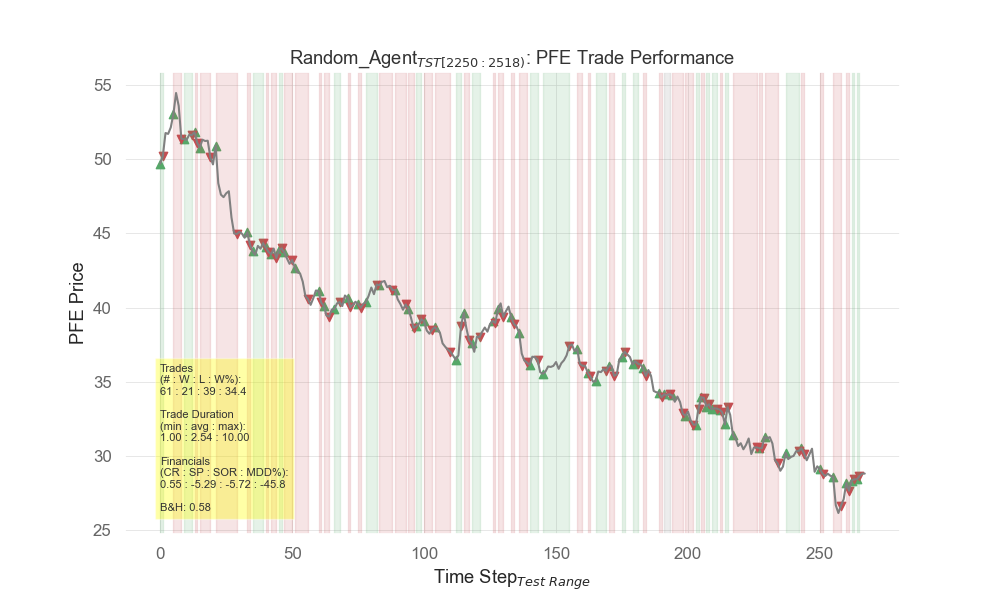 Random_Agent TST[2250 : 2518): PFE Trade Performance
55
50
45
40
35
30
25
PFE Price
Trades
(# : W : L : W%):
61 : 21 : 39 : 34.4
Trade Duration
(min : avg : max):
1.00 : 2.54 : 10.00
Financials
(CR : SP : SOR : MDD%):
0.55 : -5.29 : -5.72 : -45.8
B&H: 0.58
0 50 100 150 200 250
Time Step Test Range